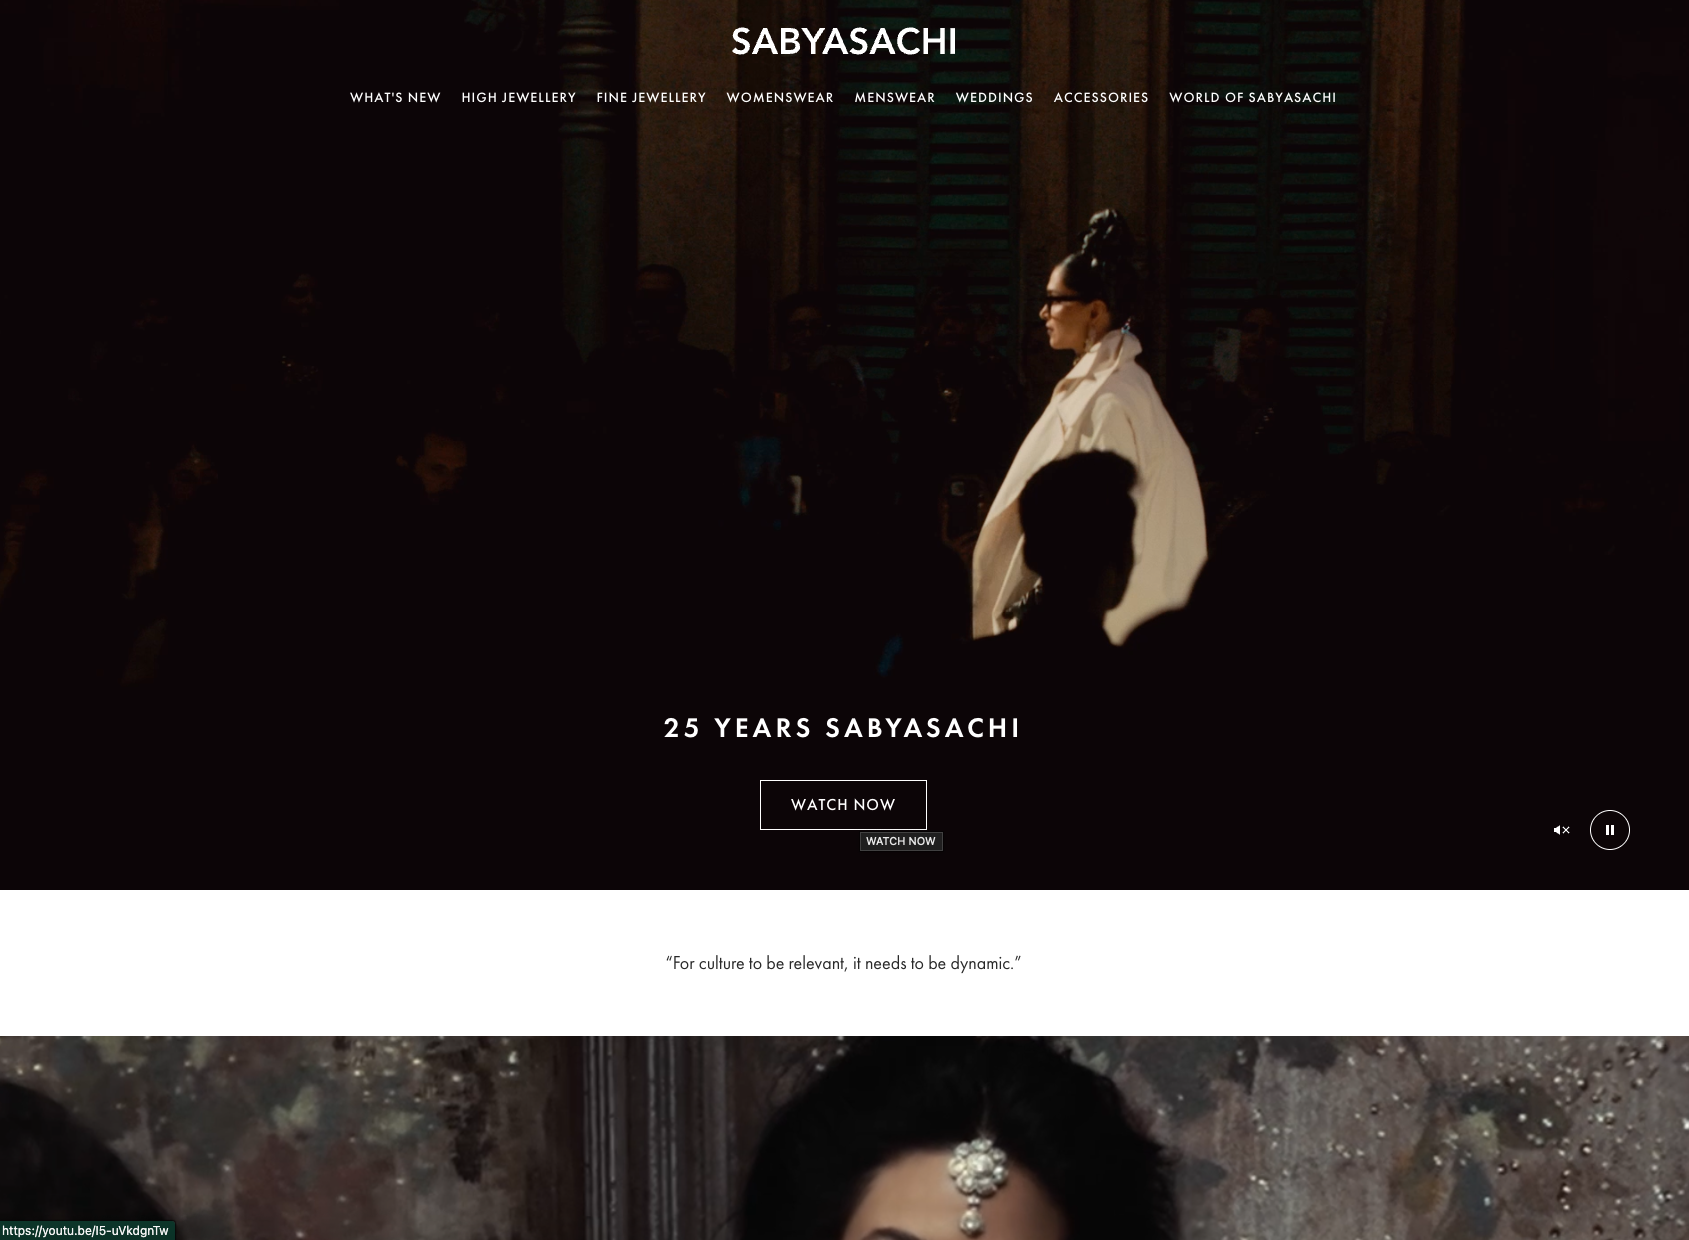 SABYASACHI
WHAT'S NEW HIGH JEWELLERY FINE JEWELLERY WOMENSWEAR MENSWEAR WEDDINGS ACCESSORIES WORLD OF SABYASACHI
25 YEARS SABYASACHI
WATCH NOW
WATCH NOW
“For culture to be relevant, it needs to be dynamic.”
https://youtu.be/I5-uVkdgnTw